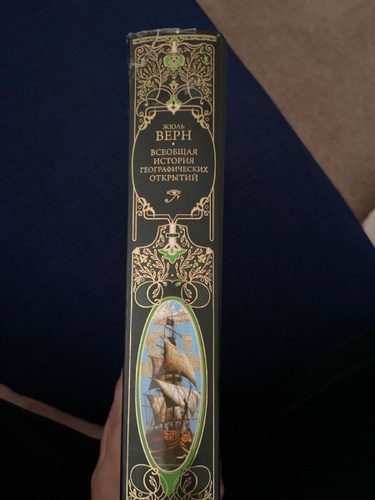 ЖЮЛЬ
ВЕРН
ВСЕОБЩАЯ
ИСТОРИЯ
ГЕОГРАФИЧЕСКИХ
ОТКРЫТИЙ